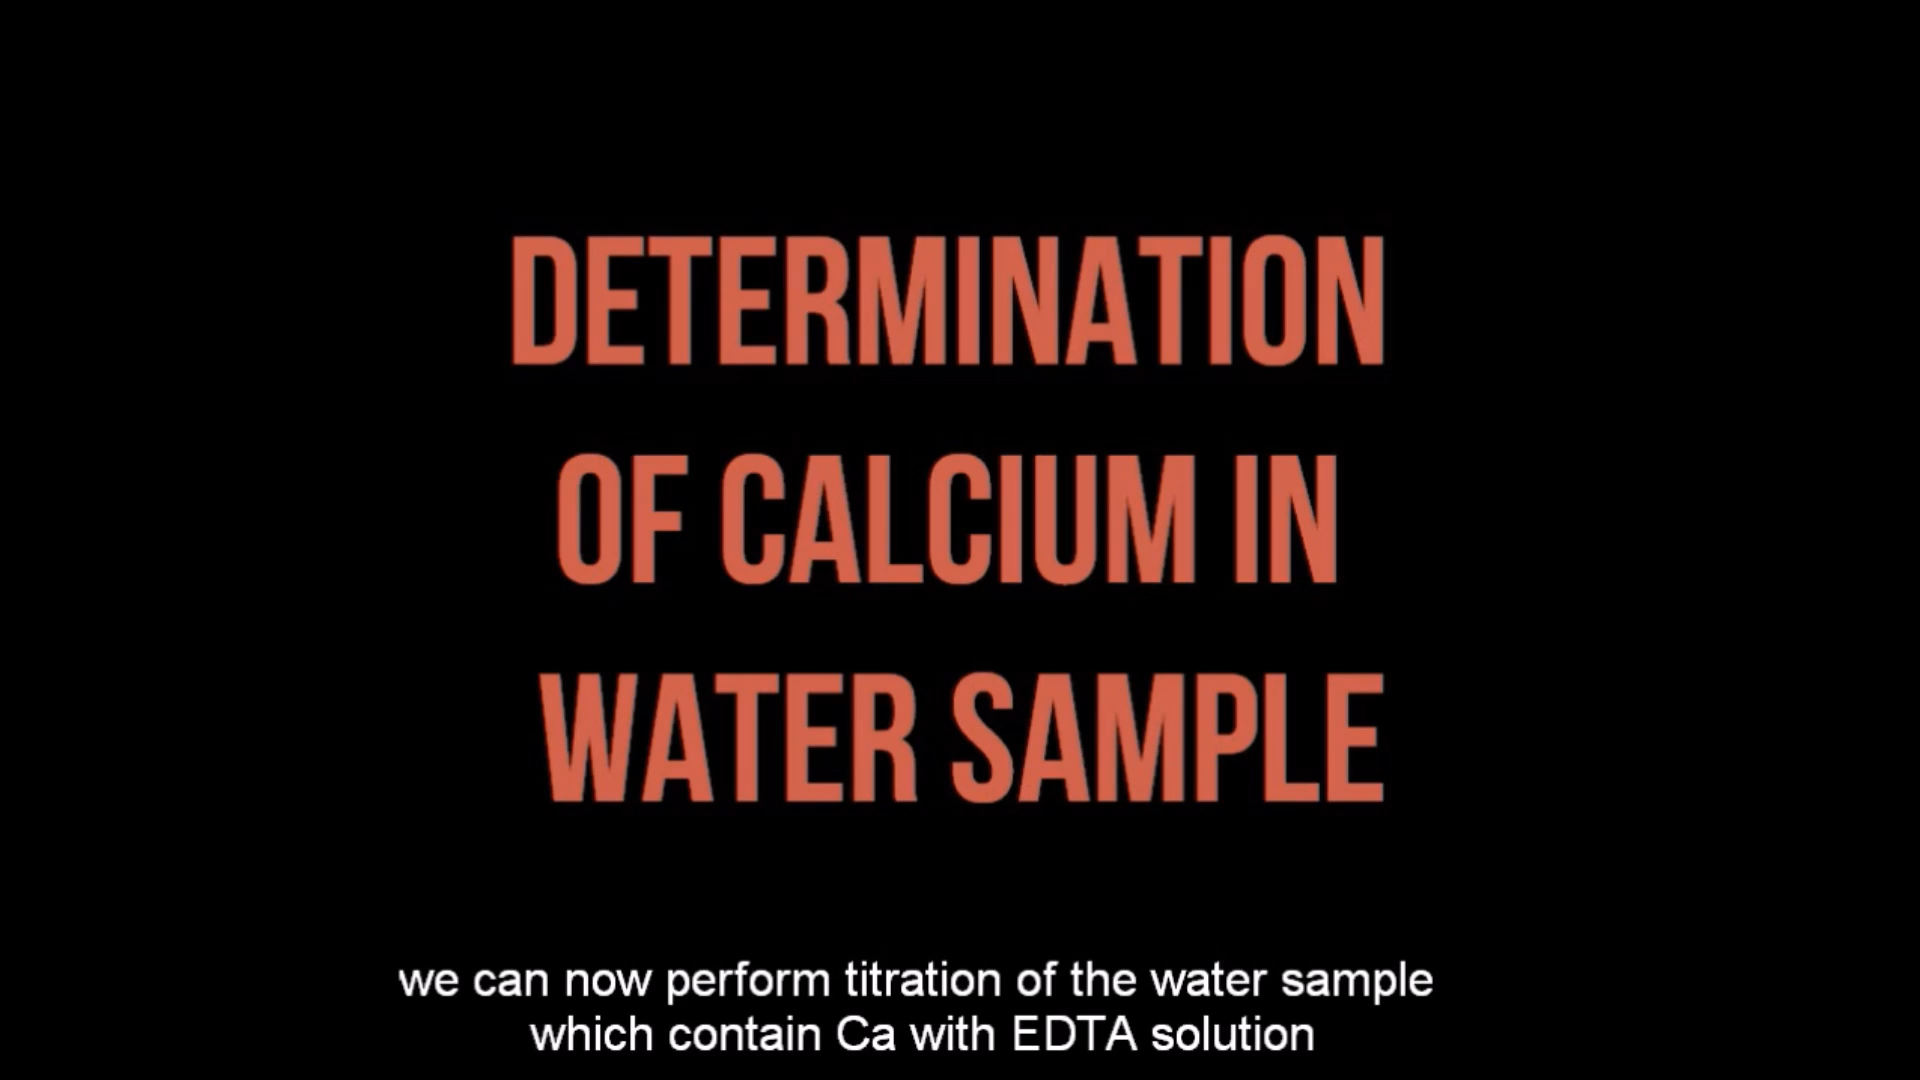 DETERMINATION
OF CALCIUM IN
WATER SAMPLE
we can now perform titration of the water sample
which contain Ca with EDTA solution